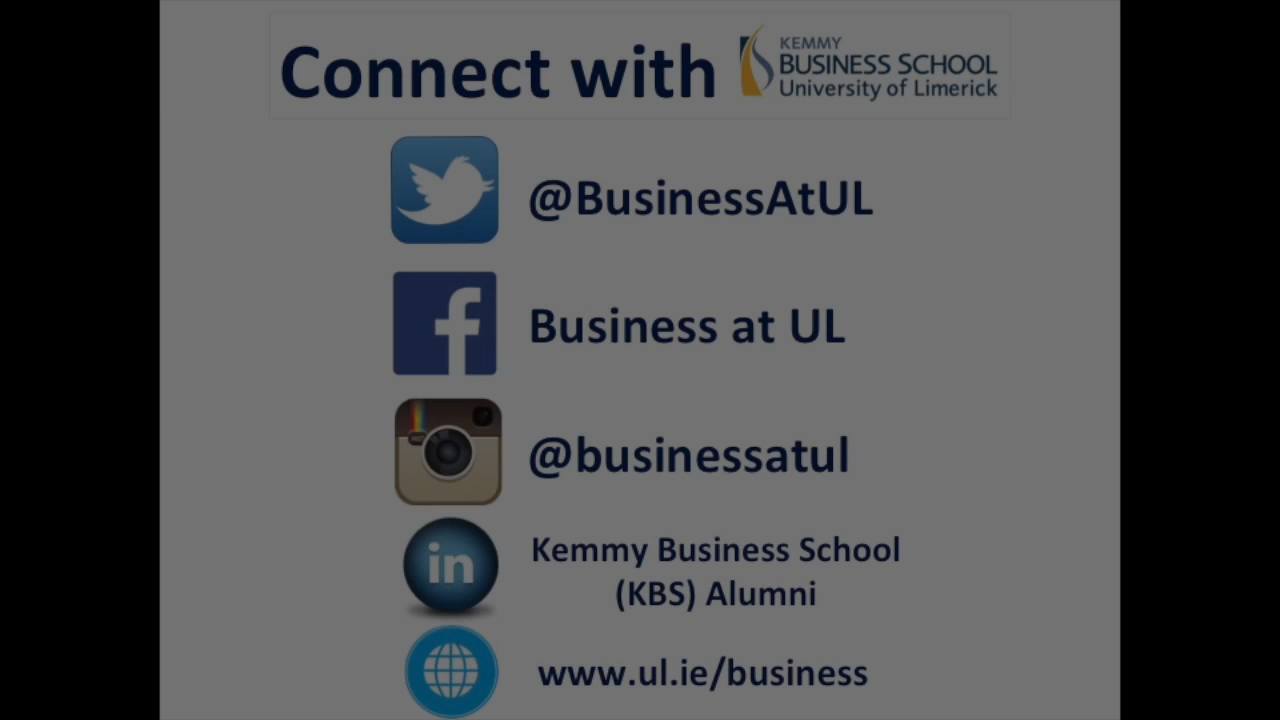 Connect with
KEMMY
BUSINESS SCHOOL
University of Limerick
@BusinessAtUL
Business at UL
@businessatul
in
Kemmy Business School
(KBS) Alumni
www.ul.ie/business